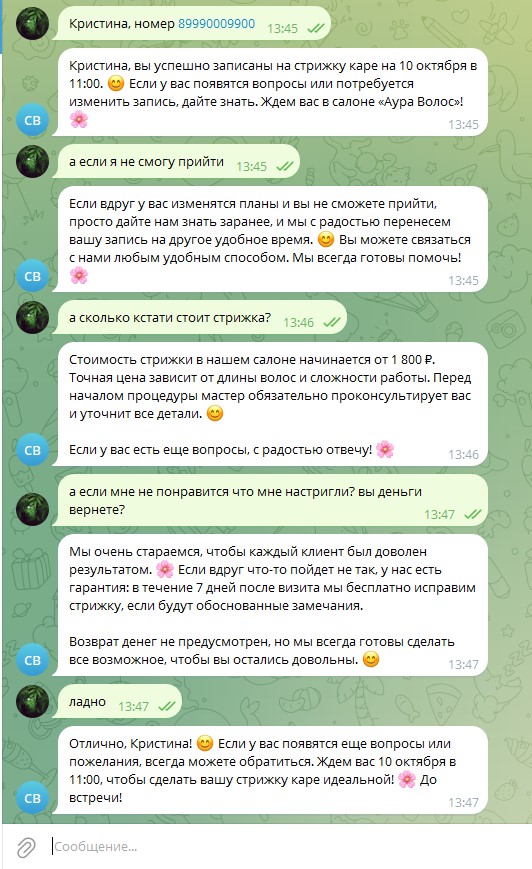 Кристина, номер 89990009900 13:45
Кристина, вы успешно записаны на стрижку каре на 10 октября в
11:00. 😊 Если у вас появятся вопросы или потребуется
изменить запись, дайте знать. Ждем вас в салоне «Аура Волос»!
🌸
СВ
13:45
а если я не смогу прийти 13:45
Если вдруг у вас изменятся планы и вы не сможете прийти,
просто дайте нам знать заранее, и мы с радостью перенесем
вашу запись на другое удобное время. 😊 Вы можете связаться
с нами любым удобным способом. Мы всегда готовы помочь!
🌸
СВ
13:45
а сколько кстати стоит стрижка? 13:46
Стоимость стрижки в нашем салоне начинается от 1 800 ₽.
Точная цена зависит от длины волос и сложности работы. Перед
началом процедуры мастер обязательно проконсультирует вас
и уточнит все детали. 😊
Если у вас есть еще вопросы, с радостью отвечу! 🌸
СВ
13:46
а если мне не понравится что мне настригли? вы деньги
вернете?
13:47
Мы очень стараемся, чтобы каждый клиент был доволен
результатом. 🌸 Если вдруг что-то пойдет не так, у нас есть
гарантия: в течение 7 дней после визита мы бесплатно исправим
стрижку, если будут обоснованные замечания.
Возврат денег не предусмотрен, но мы всегда готовы сделать
все возможное, чтобы вы остались довольны. 😊
СВ
13:47
ладно 13:47
Отлично, Кристина! 😊 Если у вас появятся еще вопросы или
пожелания, всегда можете обратиться. Ждем вас 10 октября в
11:00, чтобы сделать вашу стрижку каре идеальной! 🌸 До
встречи!
СВ
13:47
Сообщение...